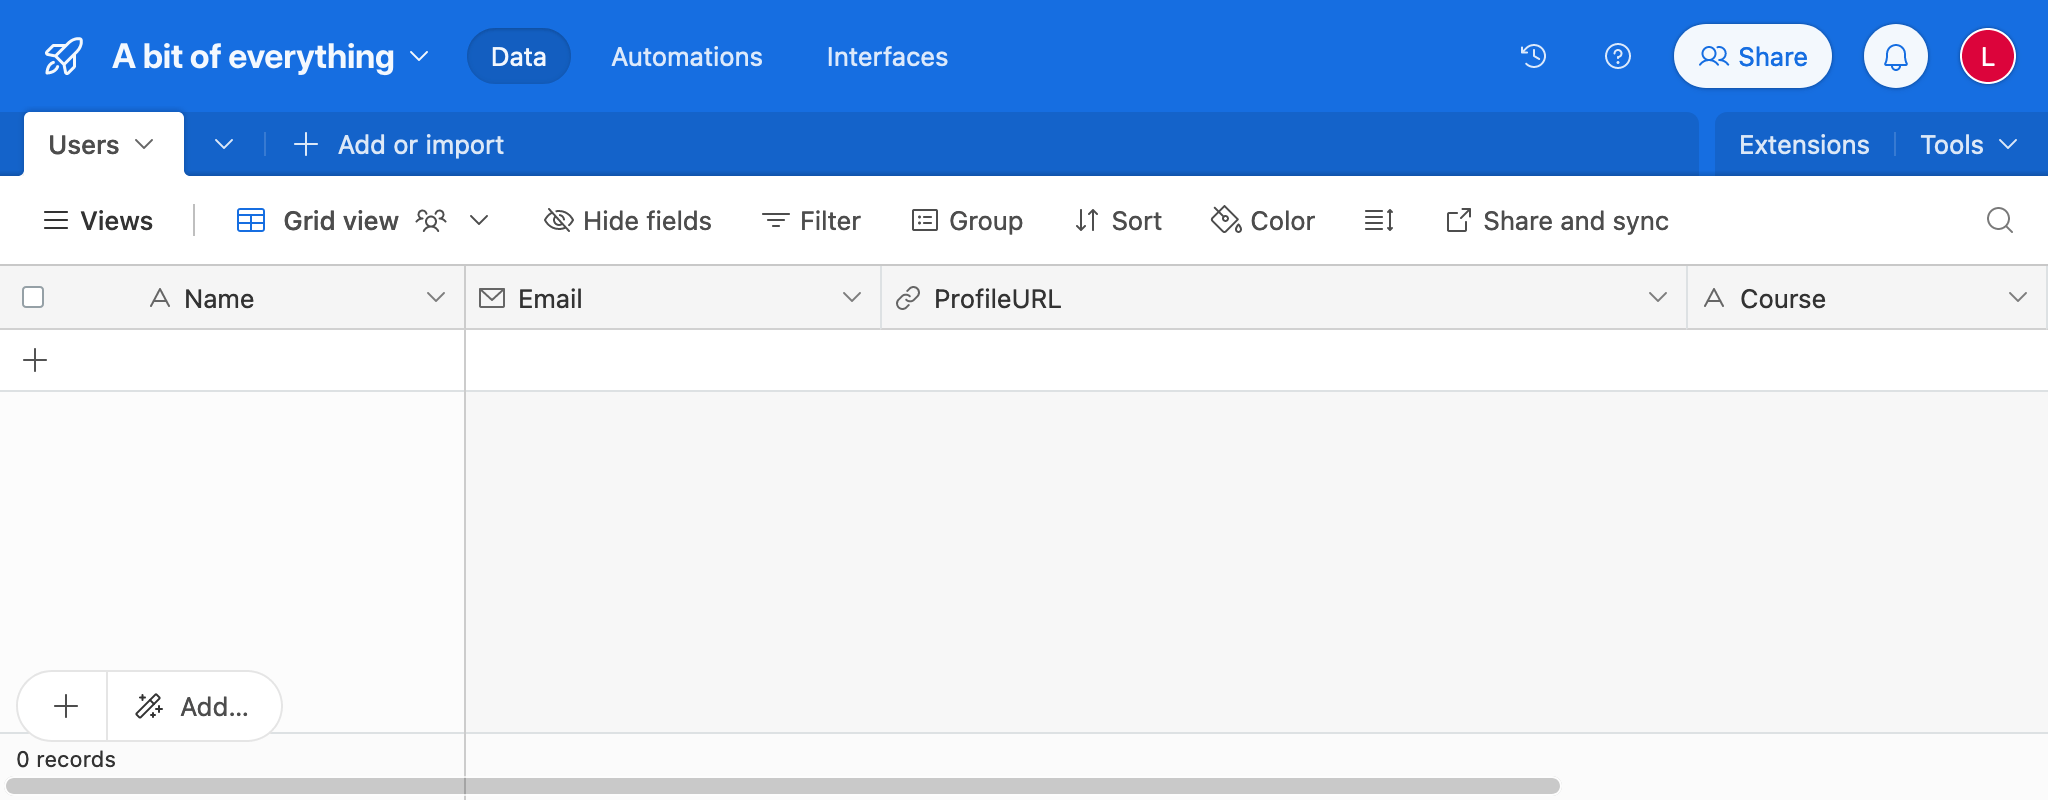 A bit of everything
Data
Automations
Interfaces
Share
L
Users
Add or import
Extensions
Tools
Views
Grid view
Hide fields
Filter
Group
Sort
Color
Share and sync
Name
Email
ProfileURL
Course
Add...
0 records